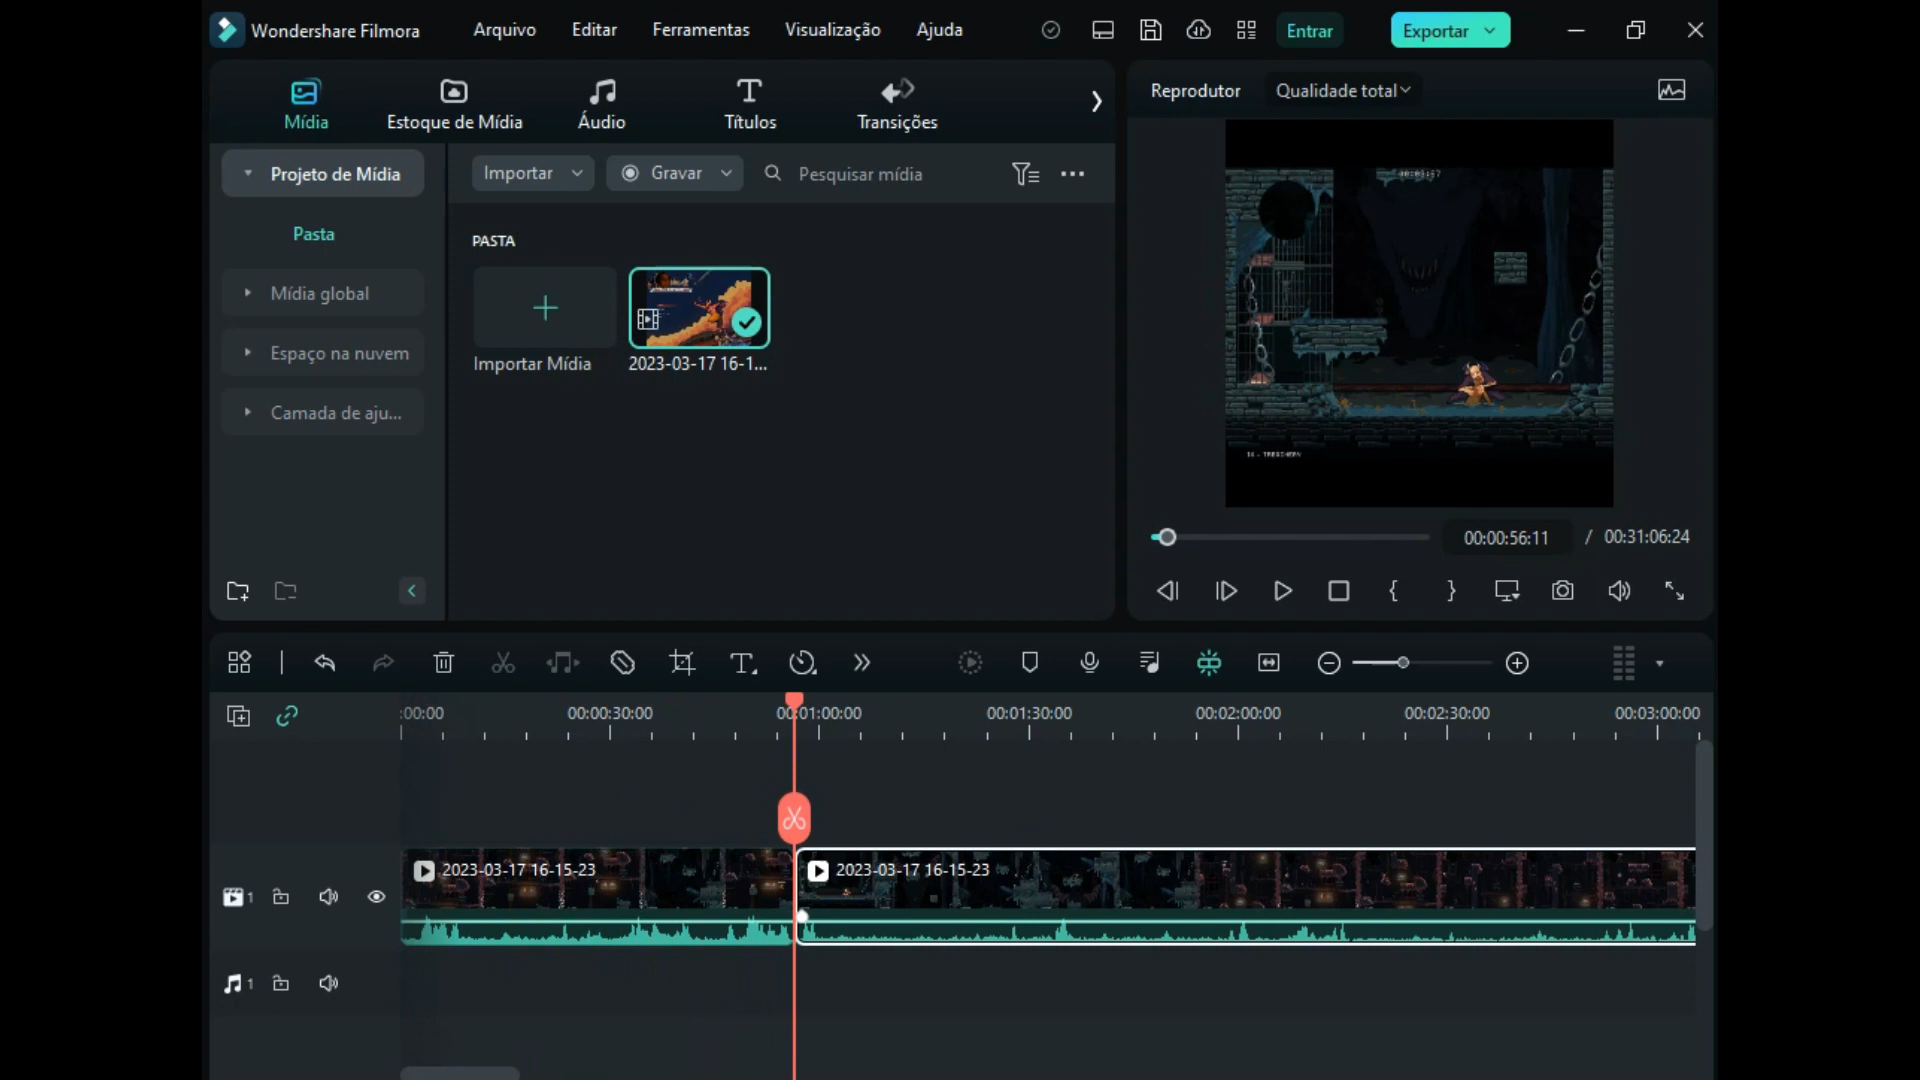 Wondershare Filmora
Arquivo
Editar
Ferramentas
Visualização
Ajuda
Entrar
Exportar
Mídia
Estoque de Mídia
Áudio
Títulos
Transições
Reprodutor
Qualidade total
Projeto de Mídia
Importar
Gravar
Pesquisar mídia
Pasta
Mídia global
Espaço na nuvem
Camada de aju...
PASTA
Importar Mídia
2023-03-17 16-1...
00:00:56:11 / 00:31:06:24
:00:00
00:00:30:00
00:01:00:00
00:01:30:00
00:02:00:00
00:02:30:00
00:03:00:00
2023-03-17 16-15-23
2023-03-17 16-15-23
1
1